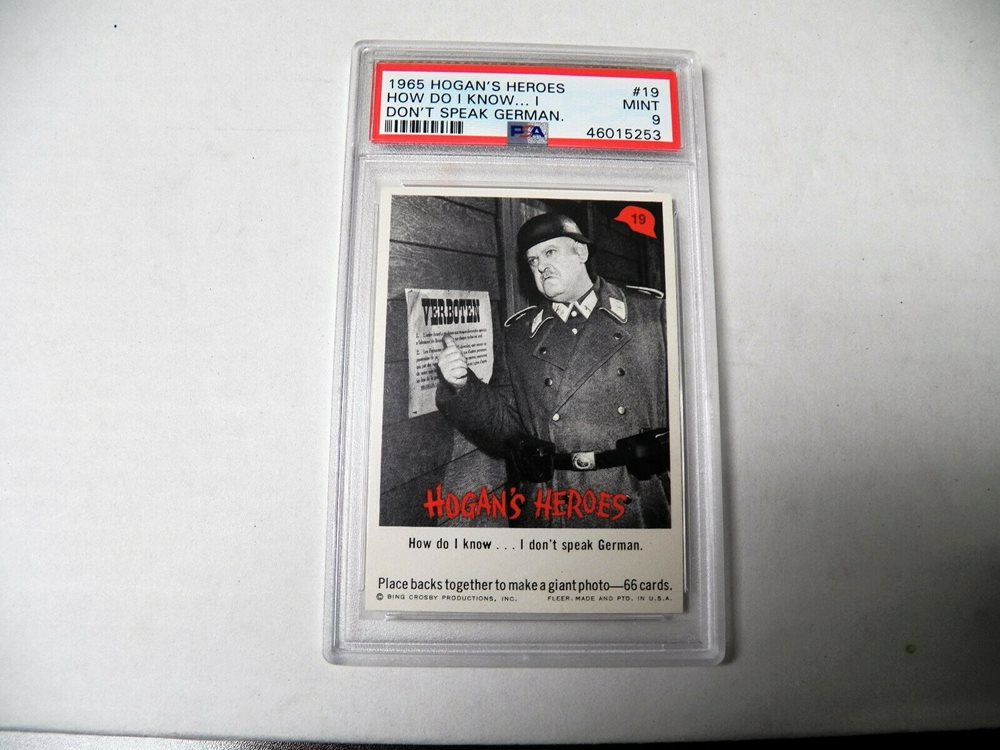 1965 HOGAN'S HEROES #19
HOW DO I KNOW... I MINT
DON'T SPEAK GERMAN. 9
PSA 46015253
19
VERBOTEN
1.
2.
HOGAN'S HEROES
How do I know . . . I don't speak German.
Place backs together to make a giant photo—66 cards.
© BING CROSBY PRODUCTIONS, INC. FLEER. MADE AND PTD. IN U.S.A.